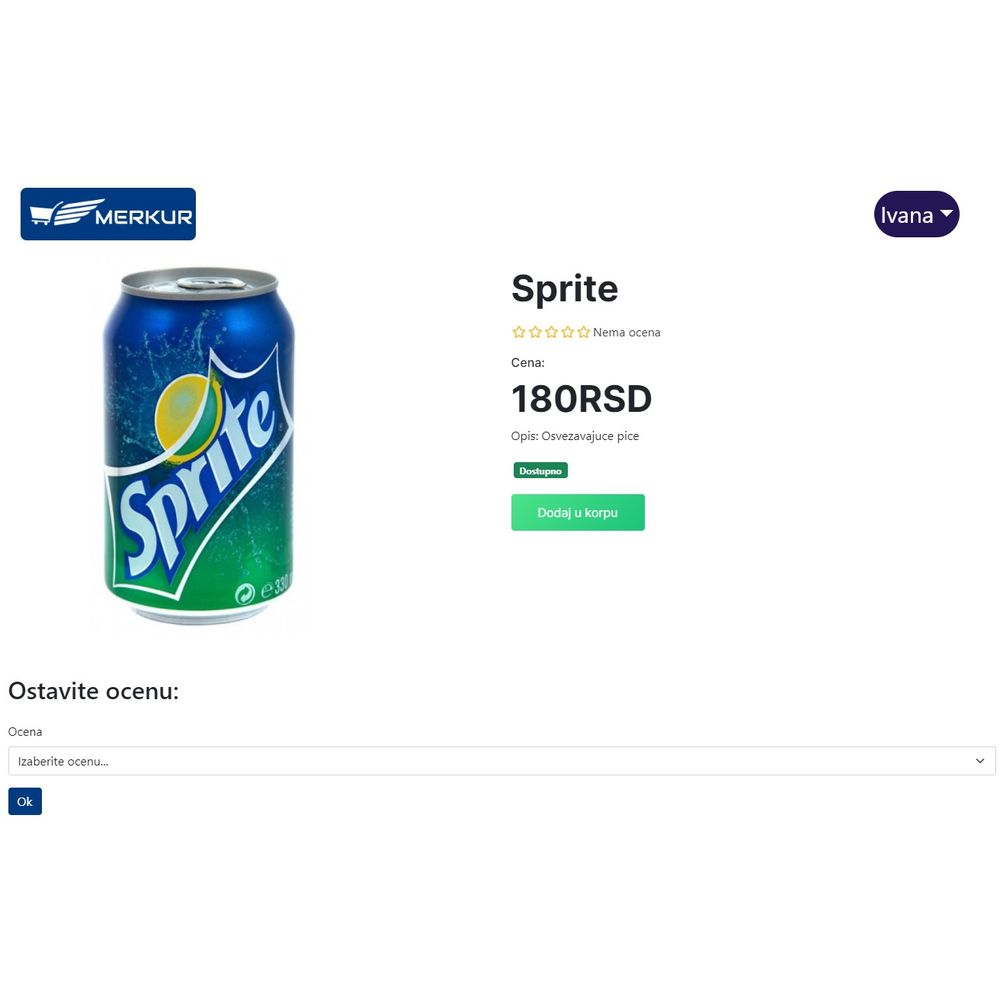 MERKUR
Ivana
Sprite
Sprite
Nema ocena
Cena:
180RSD
Opis: Osvezavajuce pice
Dostupno
Dodaj u korpu
e 330
Ostavite ocenu:
Ocena
Izaberite ocenu...
Ok